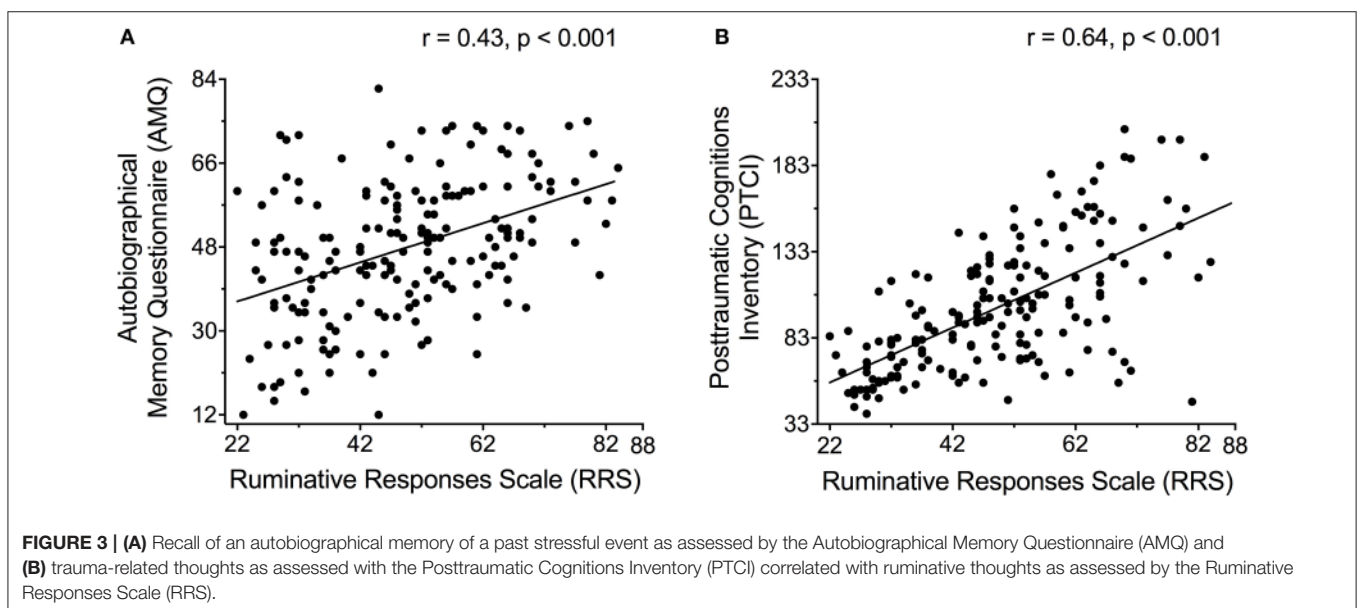 A
r = 0.43, p < 0.001
Autobiographical
Memory Questionnaire (AMQ)
84
66
48
30
12
22
42
62
82
88
Ruminative Responses Scale (RRS)
B
r = 0.64, p < 0.001
Posttraumatic Cognitions
Inventory (PTCI)
233
183
133
83
33
22
42
62
82
88
Ruminative Responses Scale (RRS)
FIGURE 3 | (A) Recall of an autobiographical memory of a past stressful event as assessed by the Autobiographical Memory Questionnaire (AMQ) and
(B) trauma-related thoughts as assessed with the Posttraumatic Cognitions Inventory (PTCI) correlated with ruminative thoughts as assessed by the Ruminative
Responses Scale (RRS).